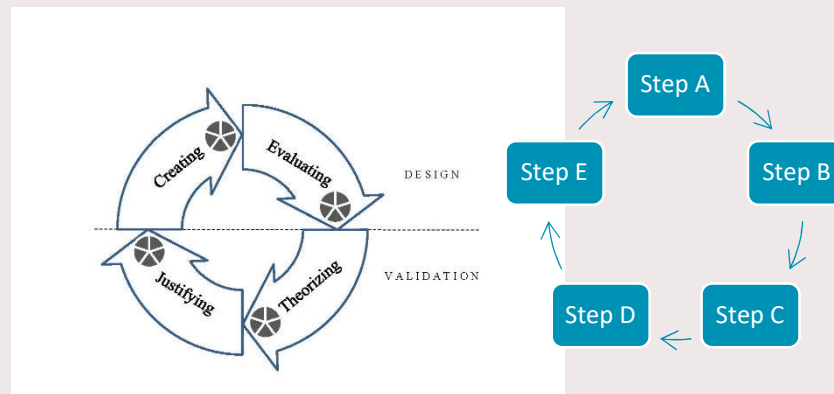 Creating
Evaluating
DESIGN
Justifying
Theorizing
VALIDATION
Step A
Step B
Step C
Step D
Step E